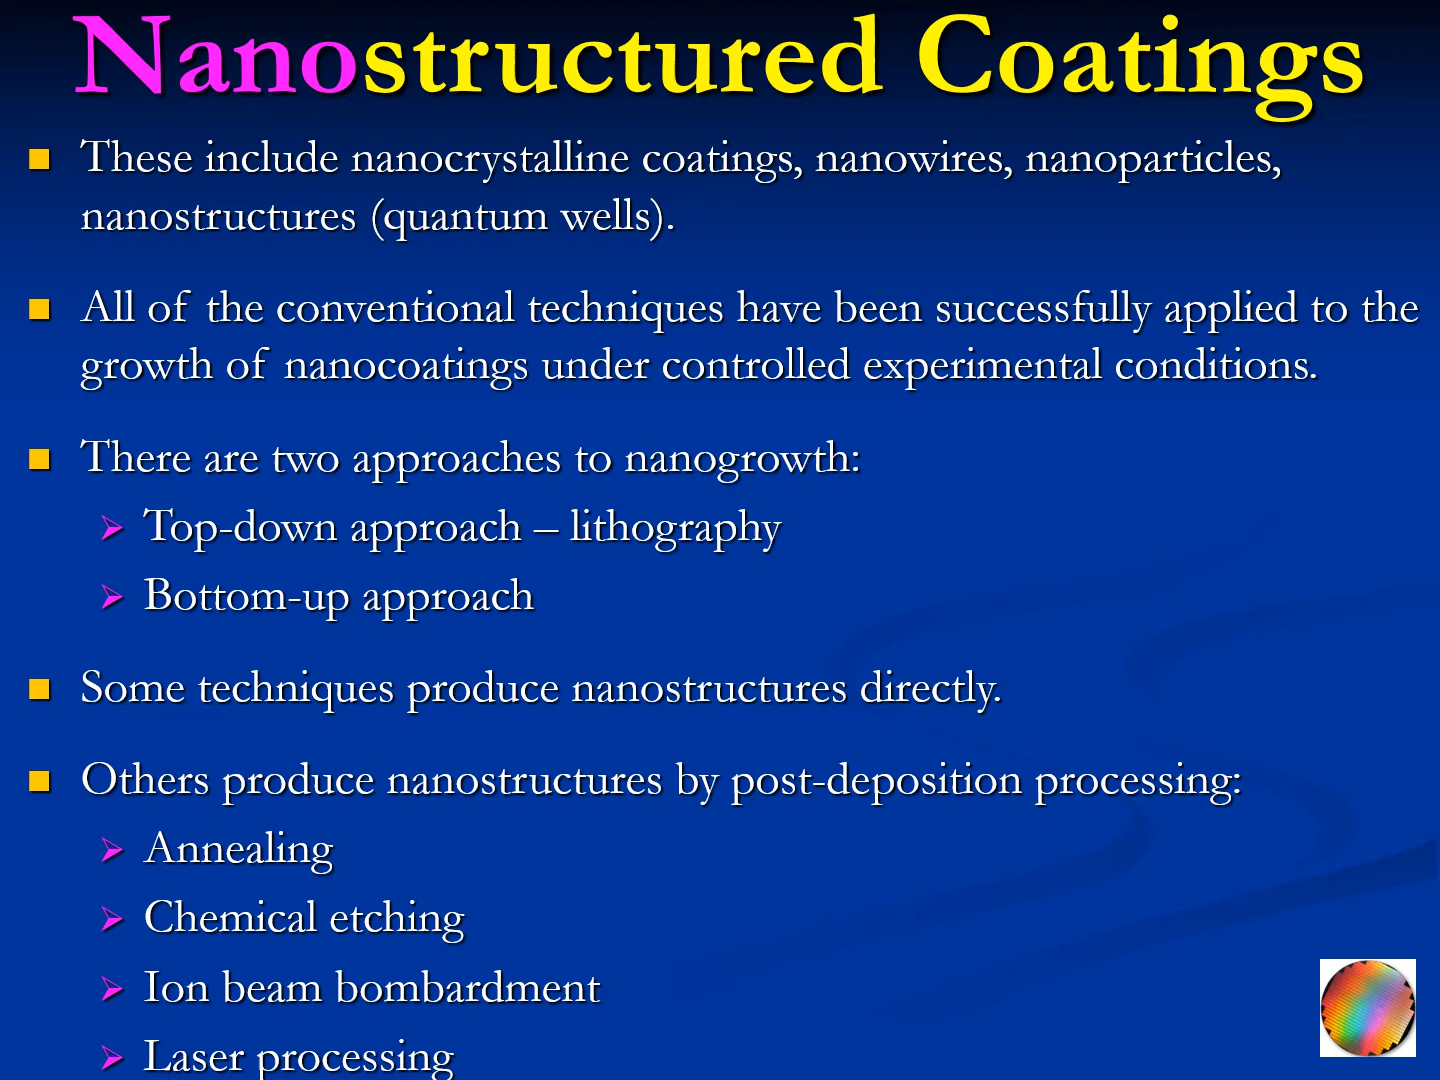 Nanostructured Coatings
These include nanocrystalline coatings, nanowires, nanoparticles,
nanostructures (quantum wells).
All of the conventional techniques have been successfully applied to the
growth of nanocoatings under controlled experimental conditions.
There are two approaches to nanogrowth:
Top-down approach – lithography
Bottom-up approach
Some techniques produce nanostructures directly.
Others produce nanostructures by post-deposition processing:
Annealing
Chemical etching
Ion beam bombardment
Laser processing